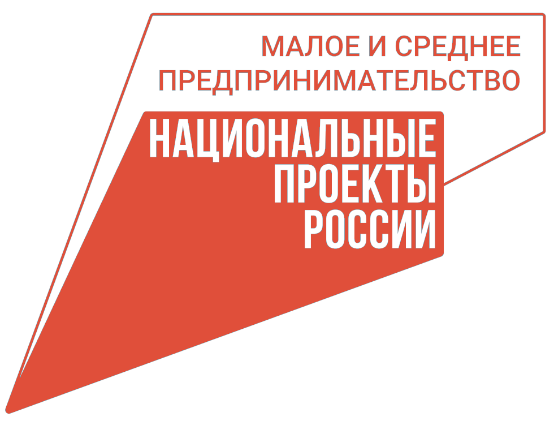 МАЛОЕ И СРЕДНЕЕ
ПРЕДПРИНИМАТЕЛЬСТВО
НАЦИОНАЛЬНЫЕ
ПРОЕКТЫ
РОССИИ